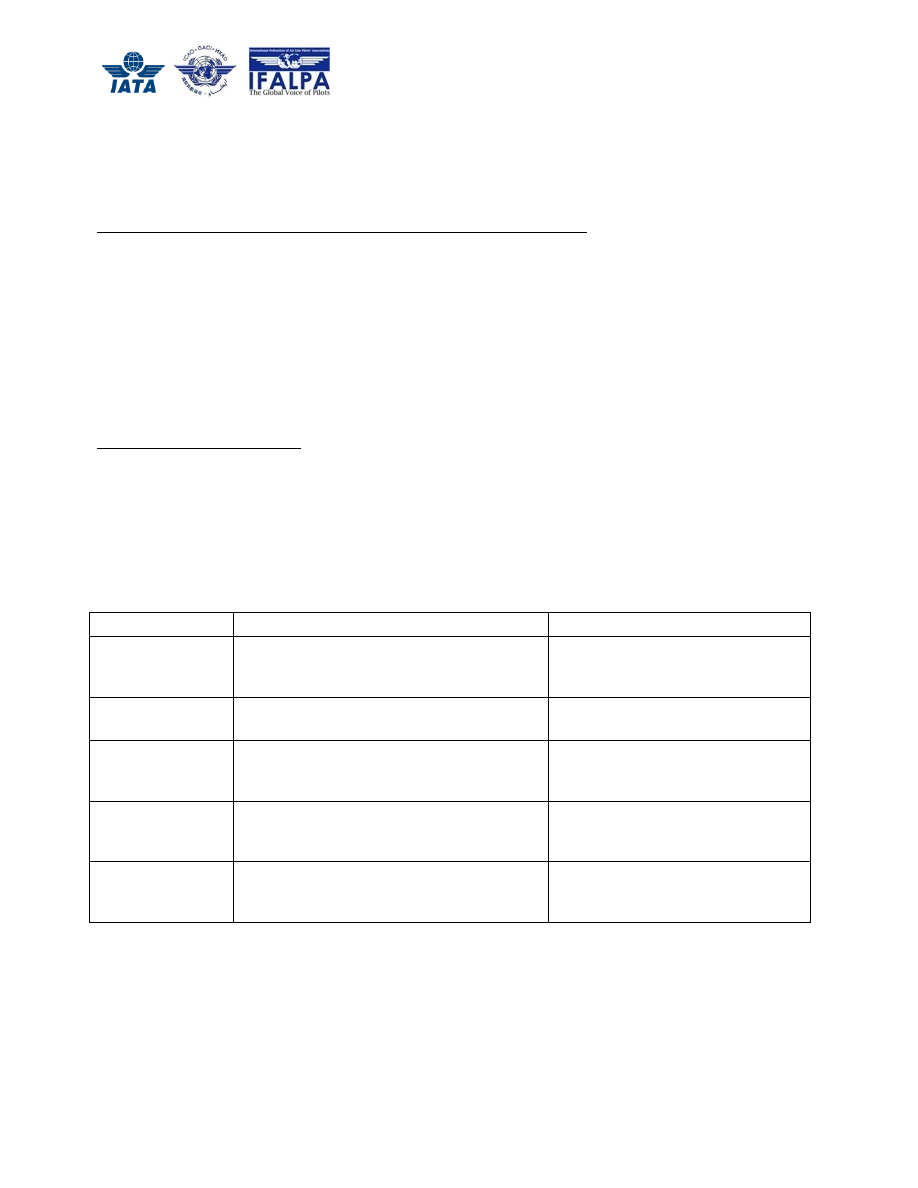 IATA
ICAO · OACI · ИКАО
International Federation of Air Line Pilots' Associations
IFALPA
The Global Voice of Pilots